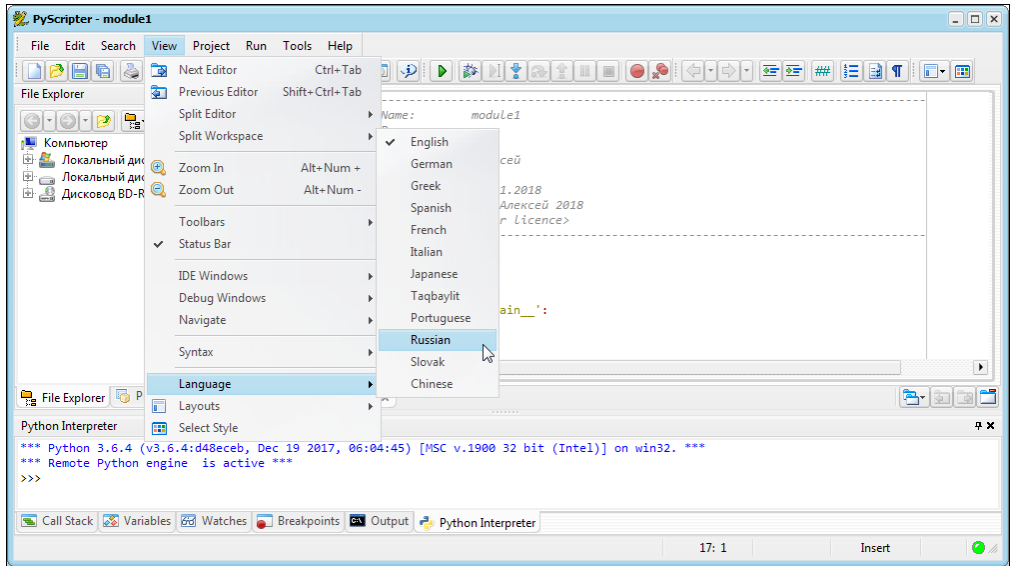 PyScripter - module1
File Edit Search View Project Run Tools Help
File Explorer
Компьютер
Локальный дис
Локальный дис
Дисковод BD-R
Next Editor Ctrl+Tab
Previous Editor Shift+Ctrl+Tab
Split Editor
Split Workspace
Zoom In Alt+Num +
Zoom Out Alt+Num -
Toolbars
Status Bar
IDE Windows
Debug Windows
Navigate
Syntax
Language
Layouts
Select Style
English
German
Greek
Spanish
French
Italian
Japanese
Taqbaylit
Portuguese
Russian
Slovak
Chinese
Name: module1
сей
1.2018
Алексей 2018
r licence>
ain__':
File Explorer P
Python Interpreter
*** Python 3.6.4 (v3.6.4:d48eceb, Dec 19 2017, 06:04:45) [MSC v.1900 32 bit (Intel)] on win32. ***
*** Remote Python engine is active ***
>>>
Call Stack Variables Watches Breakpoints Output Python Interpreter
17: 1 Insert